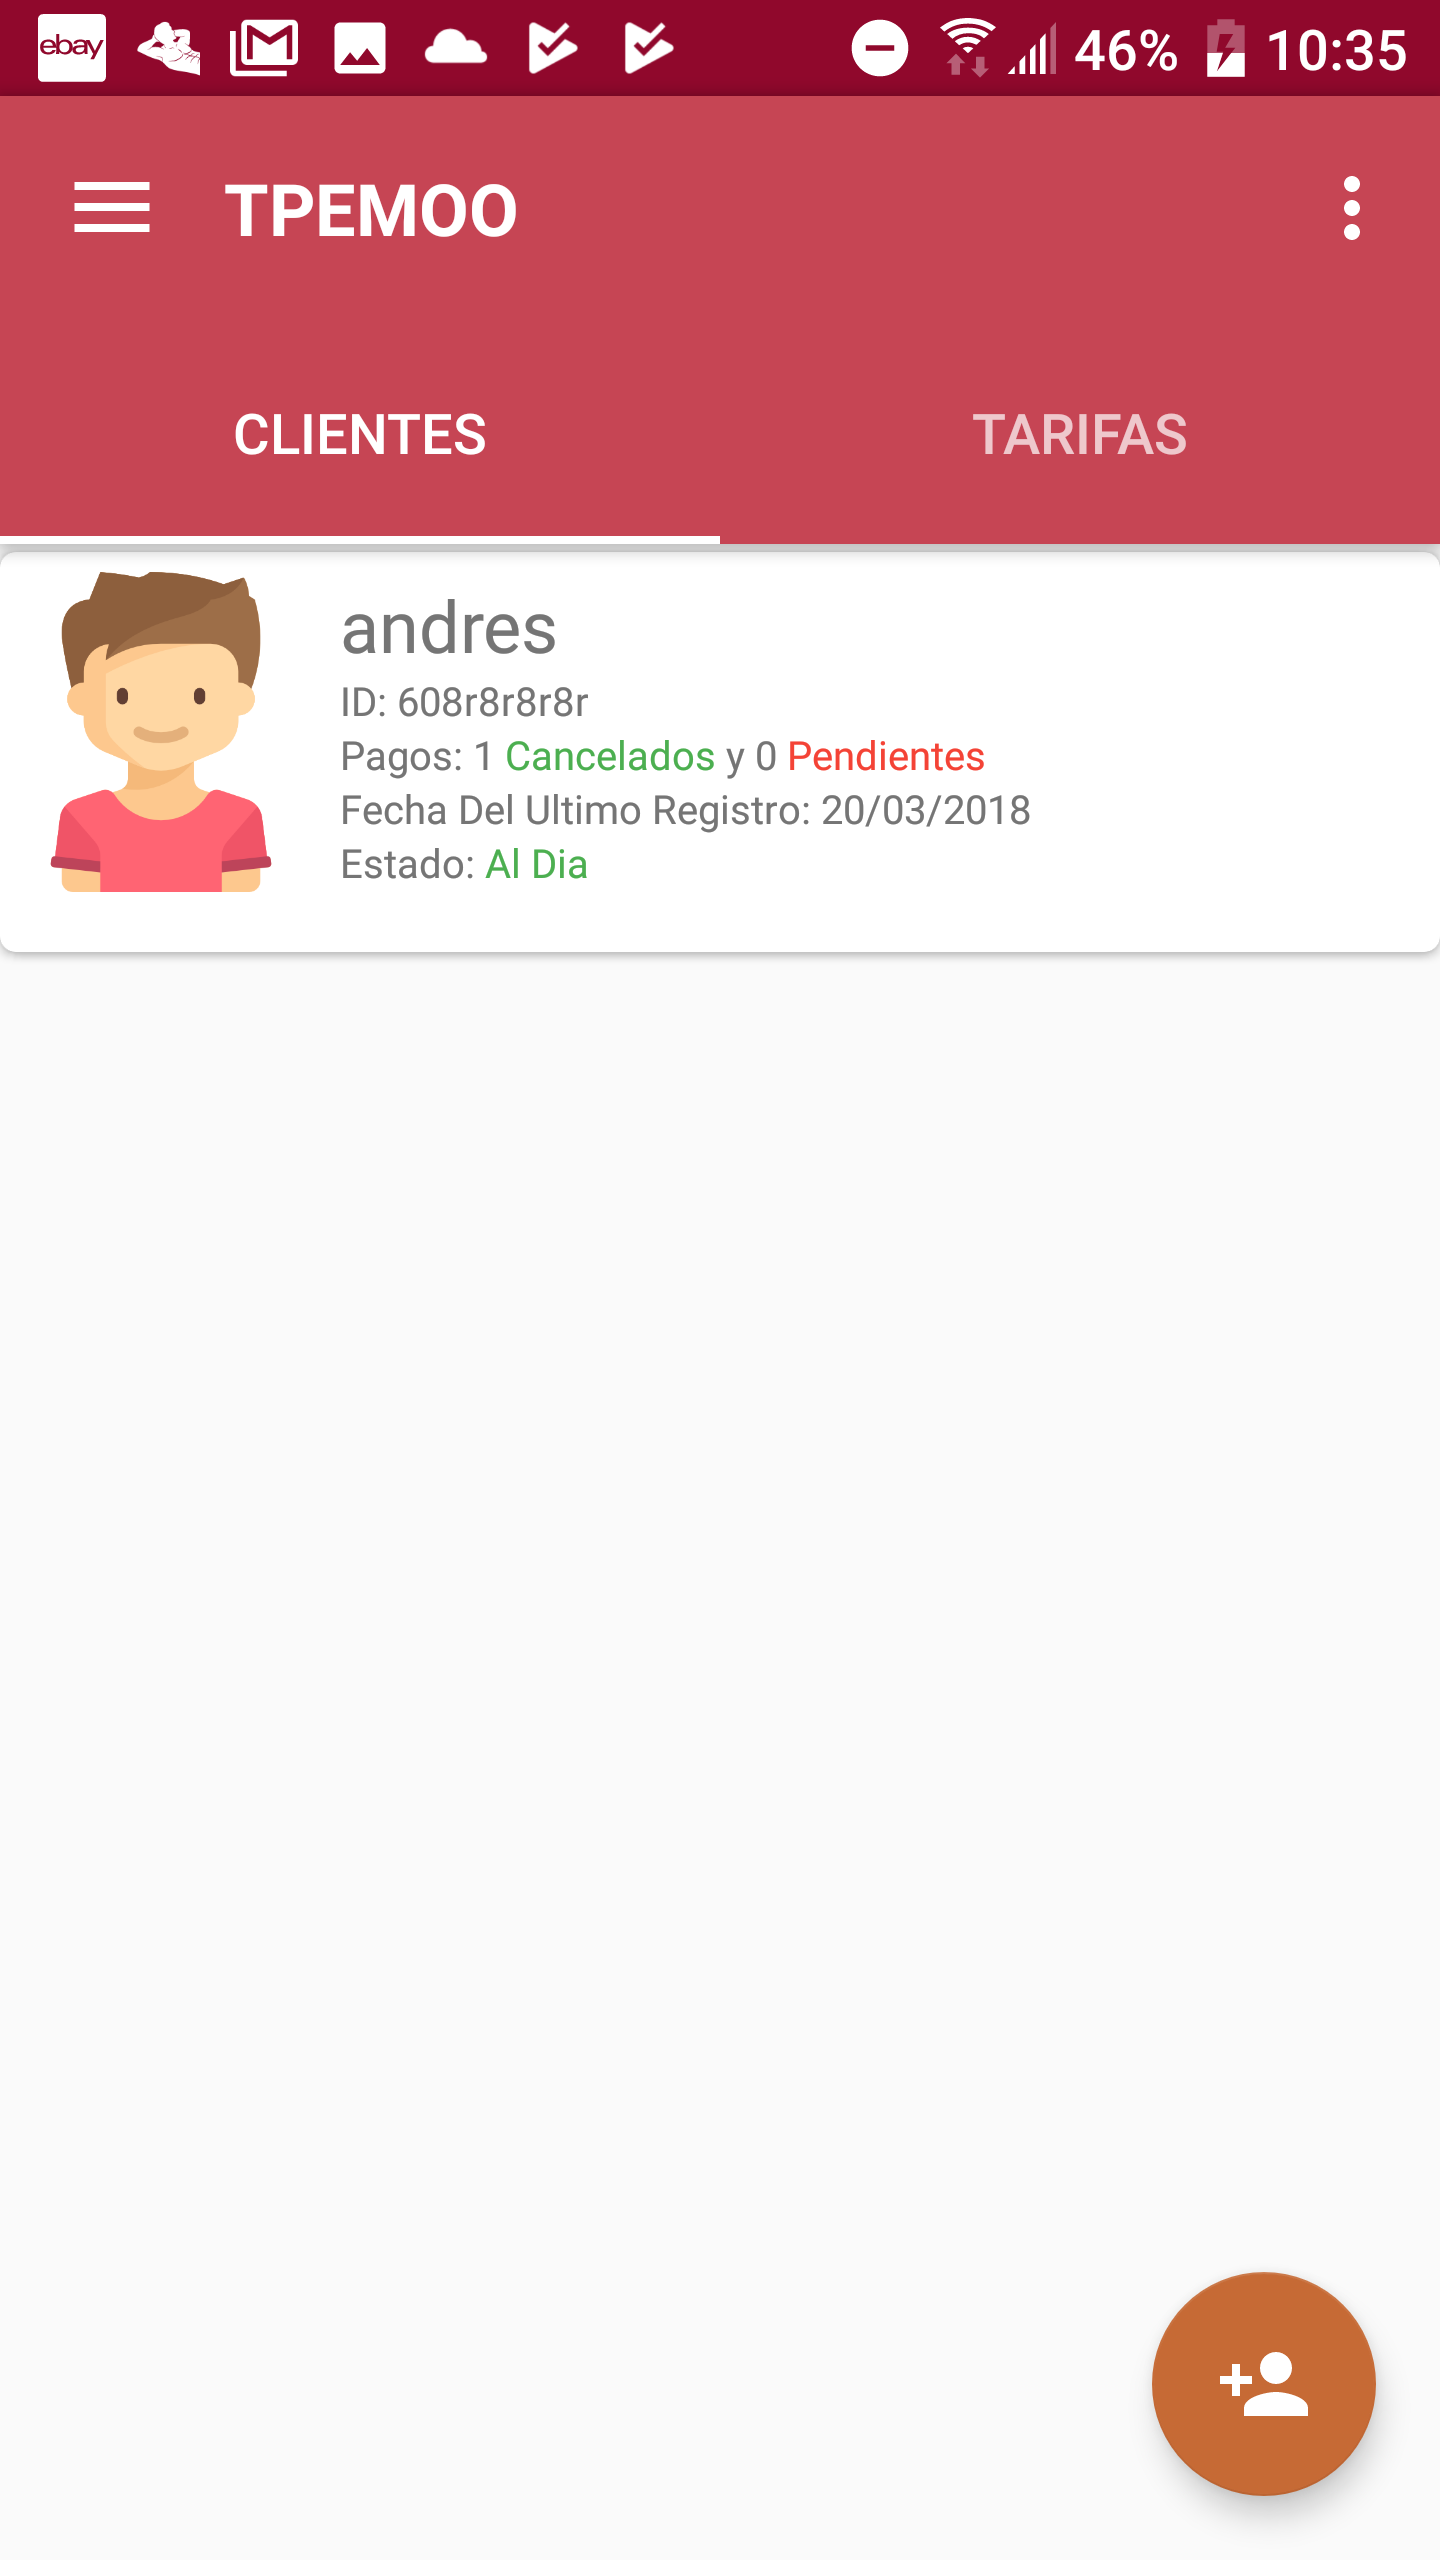 ebay 46% 10:35
TPEMOO
CLIENTES TARIFAS
andres
ID: 608r8r8r8r
Pagos: 1 Cancelados y 0 Pendientes
Fecha Del Ultimo Registro: 20/03/2018
Estado: Al Dia